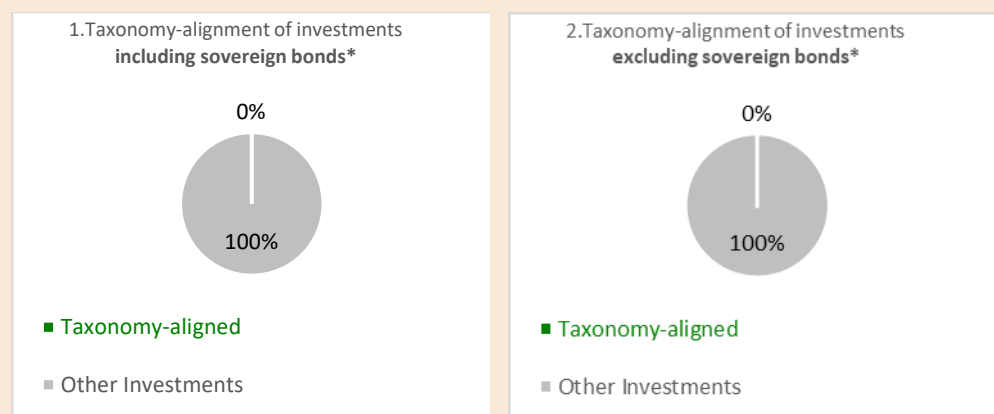 1.Taxonomy-alignment of investments
including sovereign bonds*
0%
100%
Taxonomy-aligned
Other Investments
2.Taxonomy-alignment of investments
excluding sovereign bonds*
0%
100%
Taxonomy-aligned
Other Investments